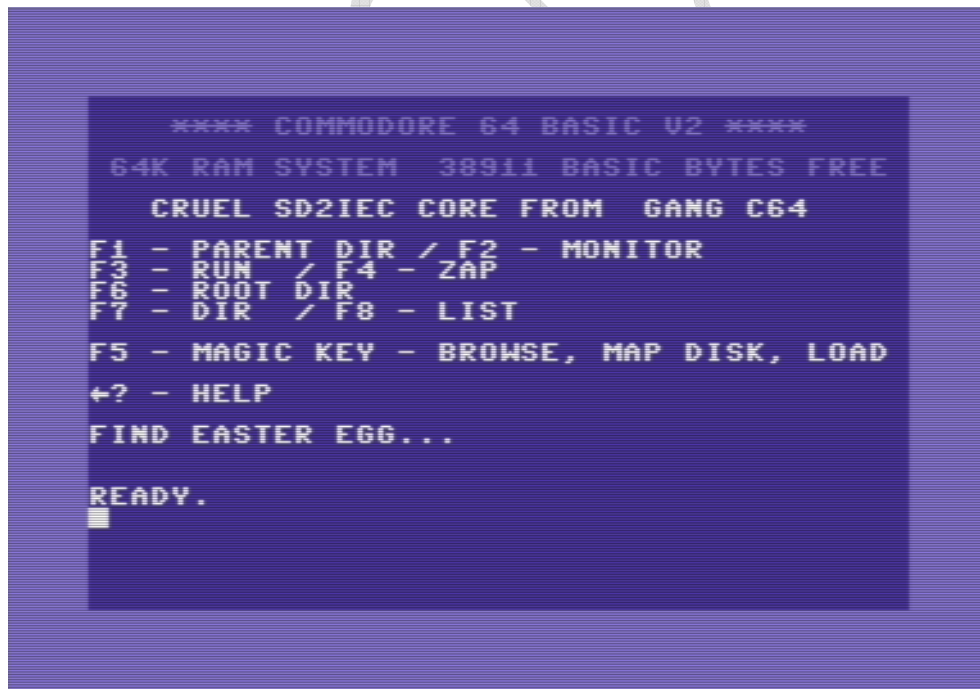 **** COMMODORE 64 BASIC V2 ****
64K RAM SYSTEM  38911 BASIC BYTES FREE
CRUEL SD2IEC CORE FROM  GANG C64
F1 - PARENT DIR / F2 - MONITOR
F3 - RUN  / F4 - ZAP
F6 - ROOT DIR
F7 - DIR  / F8 - LIST
F5 - MAGIC KEY - BROWSE, MAP DISK, LOAD
←? - HELP
FIND EASTER EGG...
READY.